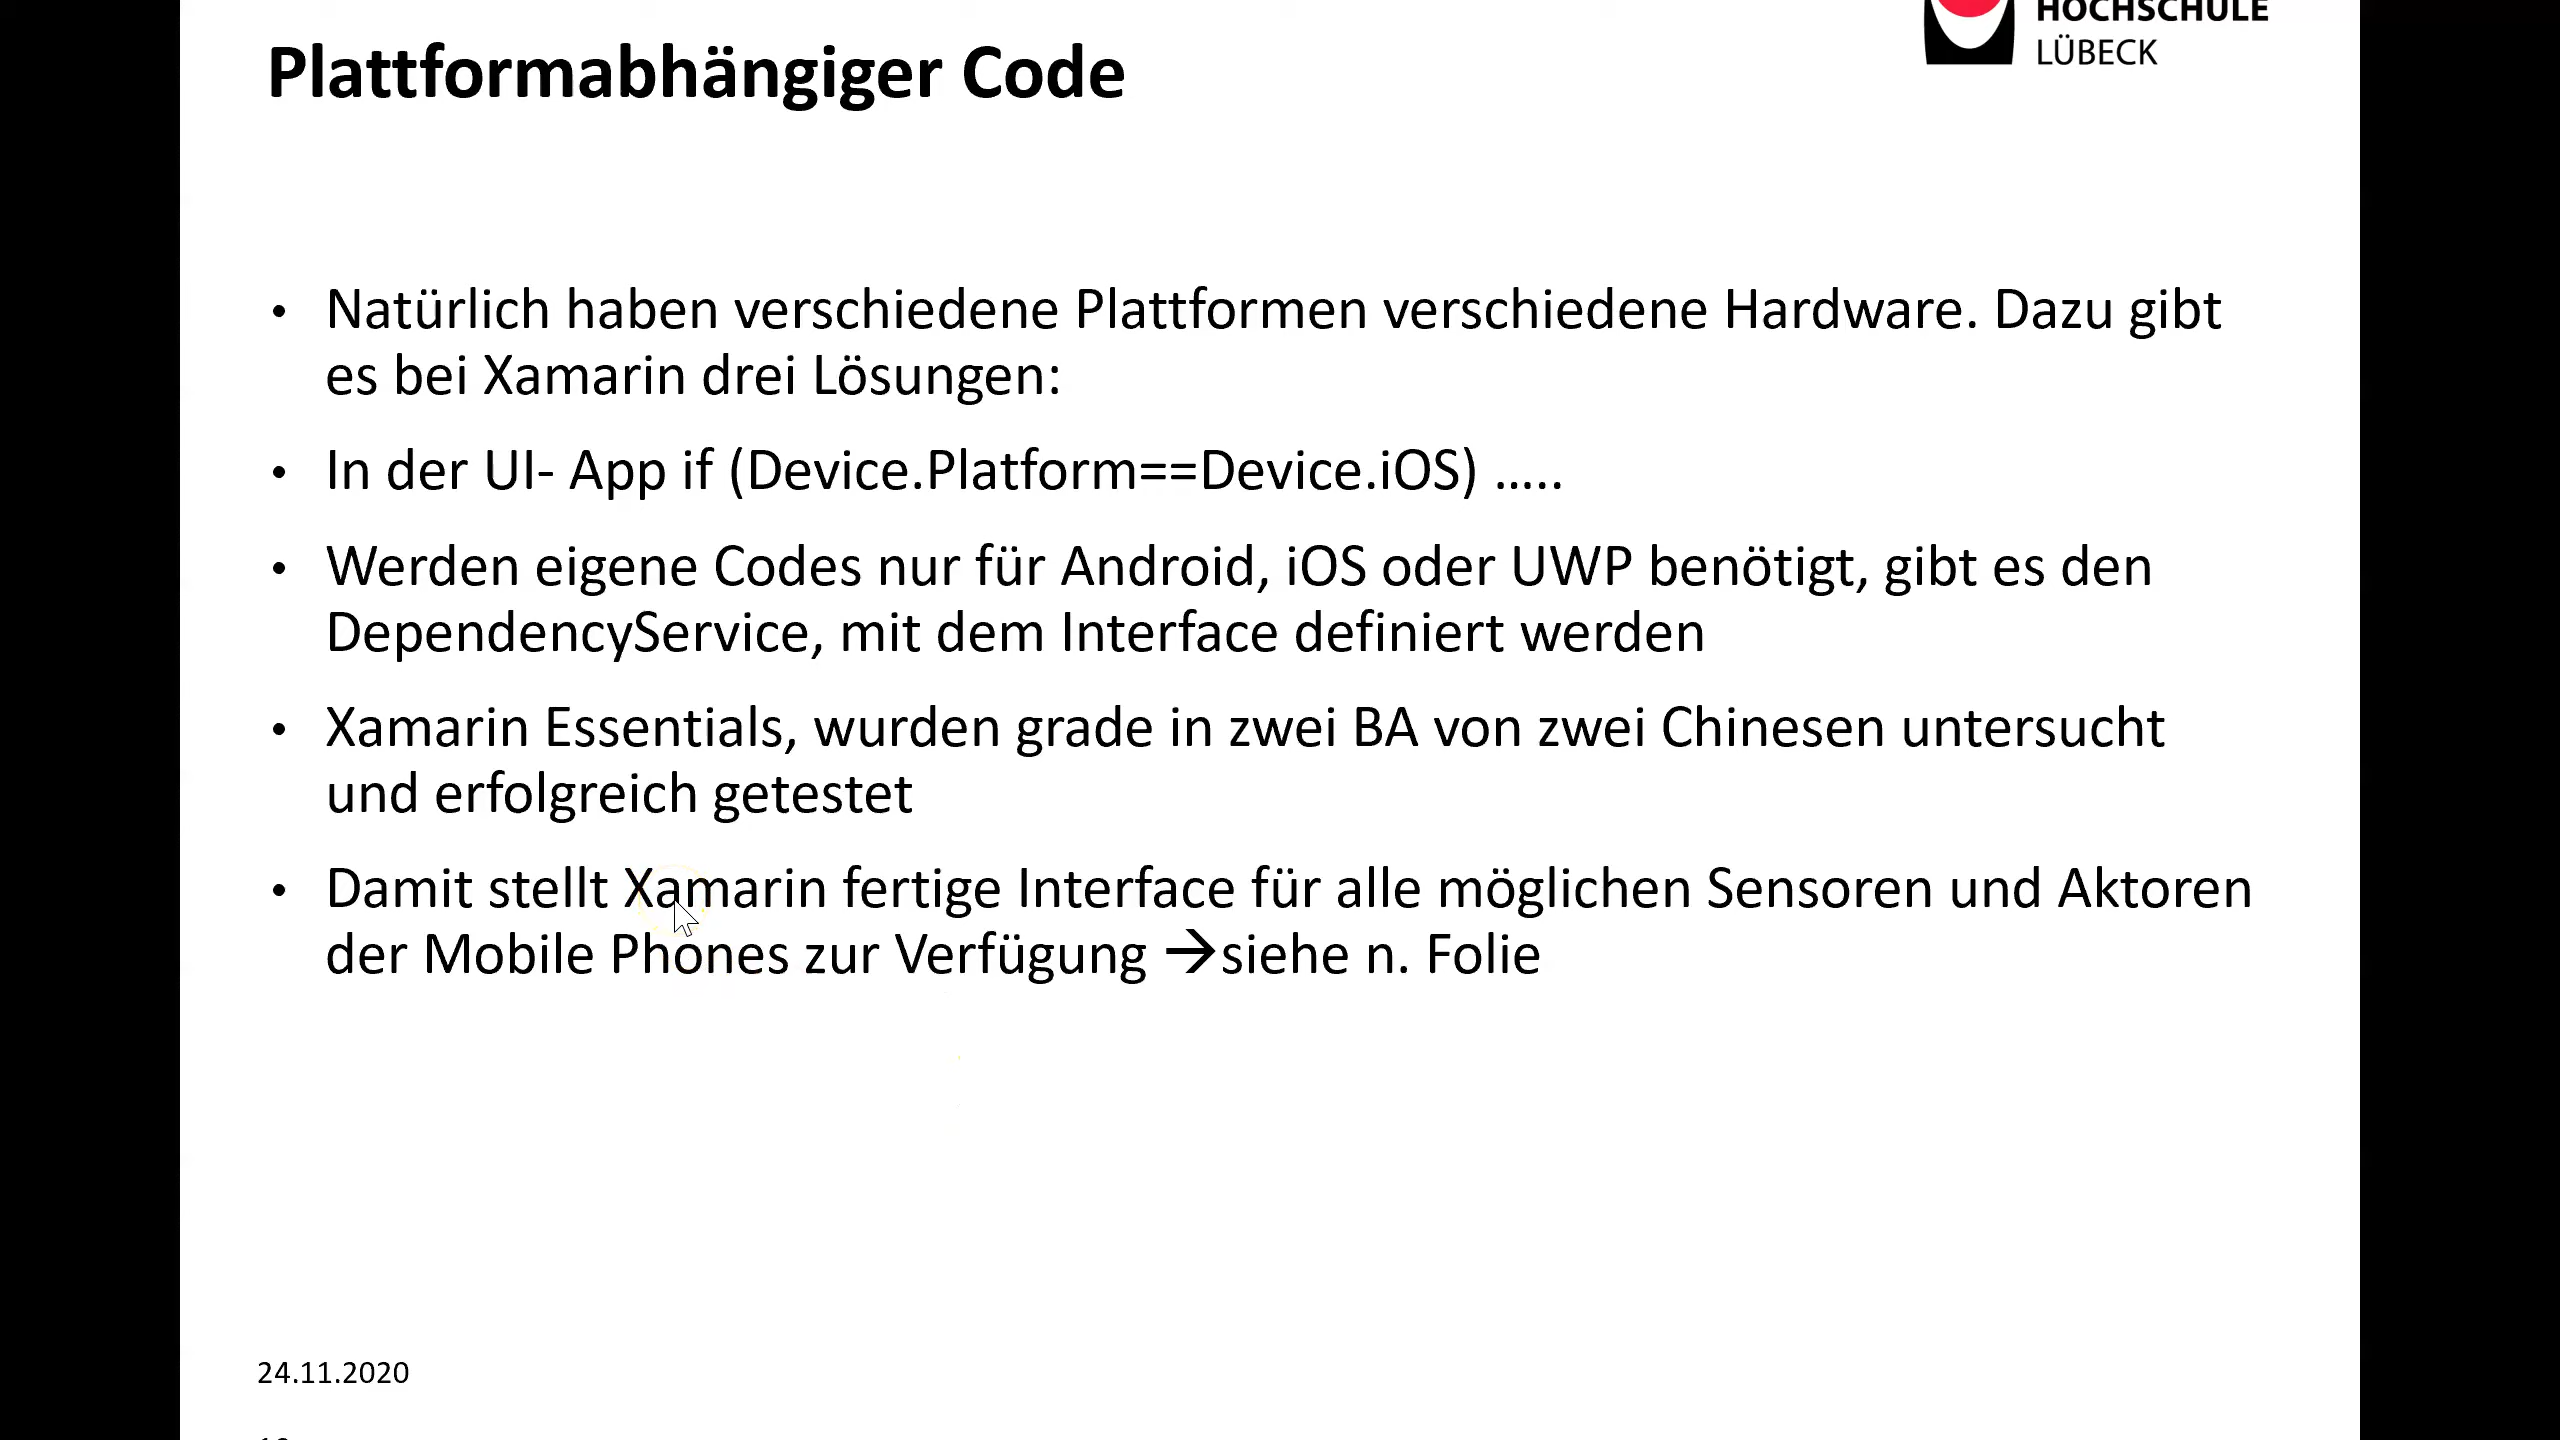 HOCHSCHULE
LÜBECK
Plattformabhängiger Code
• Natürlich haben verschiedene Plattformen verschiedene Hardware. Dazu gibt
es bei Xamarin drei Lösungen:
• In der UI- App if (Device.Platform==Device.iOS) …..
• Werden eigene Codes nur für Android, iOS oder UWP benötigt, gibt es den
DependencyService, mit dem Interface definiert werden
• Xamarin Essentials, wurden grade in zwei BA von zwei Chinesen untersucht
und erfolgreich getestet
• Damit stellt Xamarin fertige Interface für alle möglichen Sensoren und Aktoren
der Mobile Phones zur Verfügung →siehe n. Folie
24.11.2020